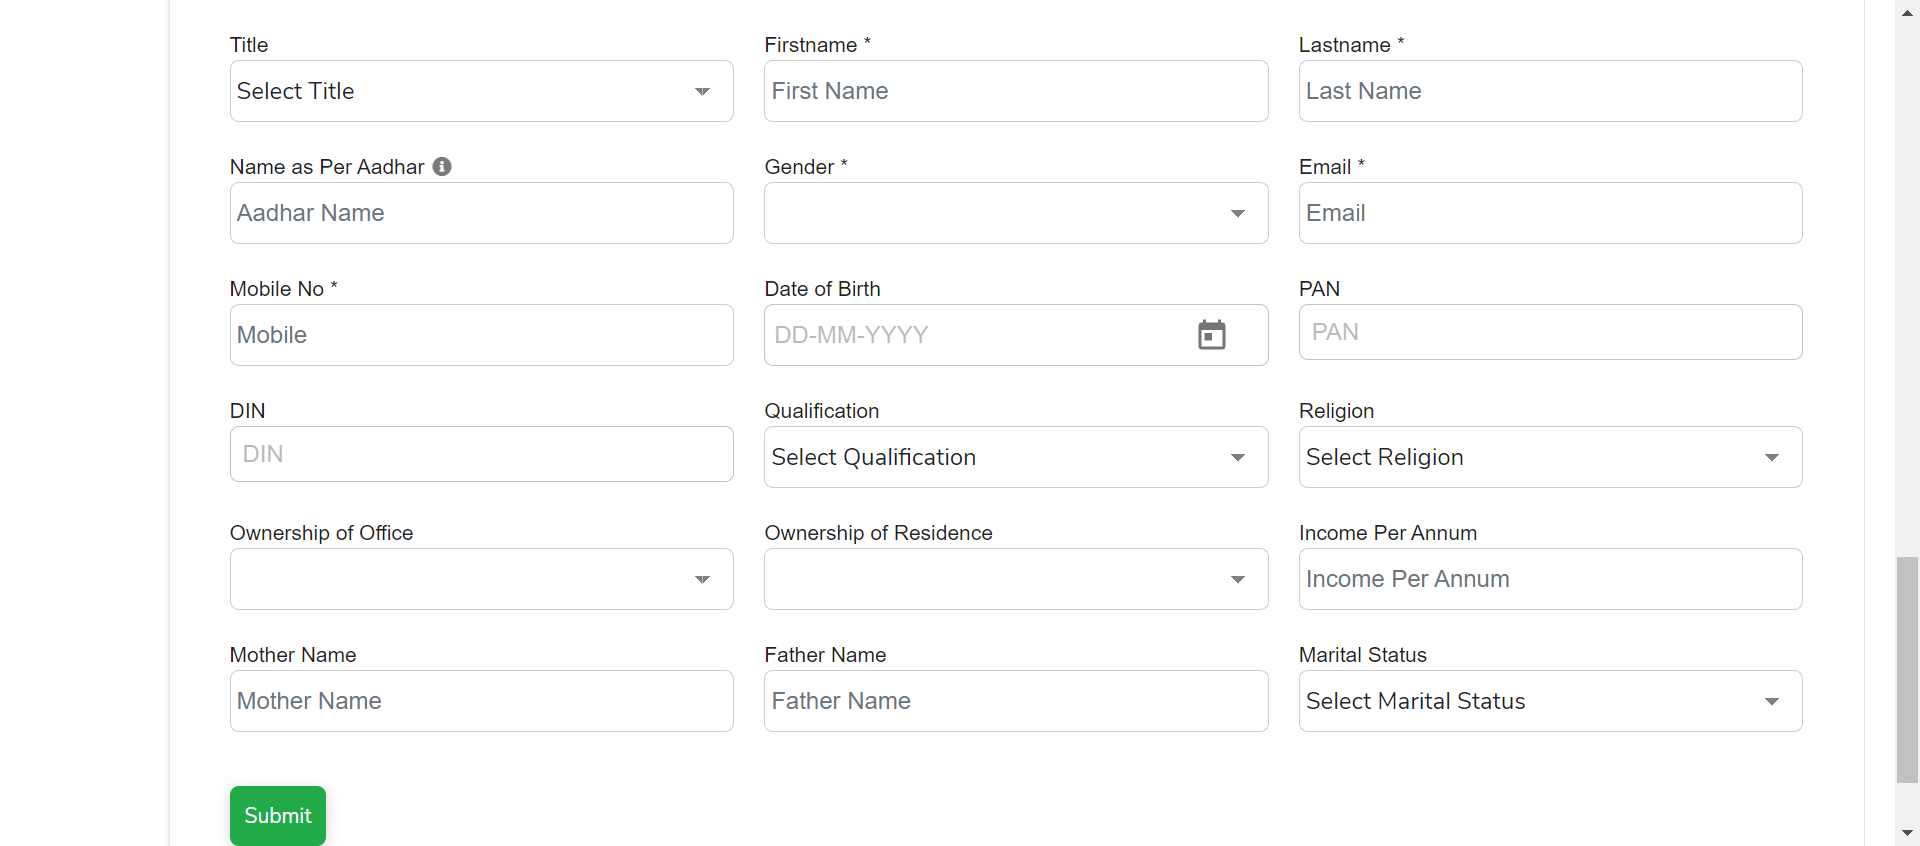 Title Firstname * Lastname *
Select Title First Name Last Name
Name as Per Aadhar Gender * Email *
Aadhar Name Email
Mobile No * Date of Birth PAN
Mobile DD-MM-YYYY PAN
DIN Qualification Religion
DIN Select Qualification Select Religion
Ownership of Office Ownership of Residence Income Per Annum
Income Per Annum
Mother Name Father Name Marital Status
Mother Name Father Name Select Marital Status
Submit